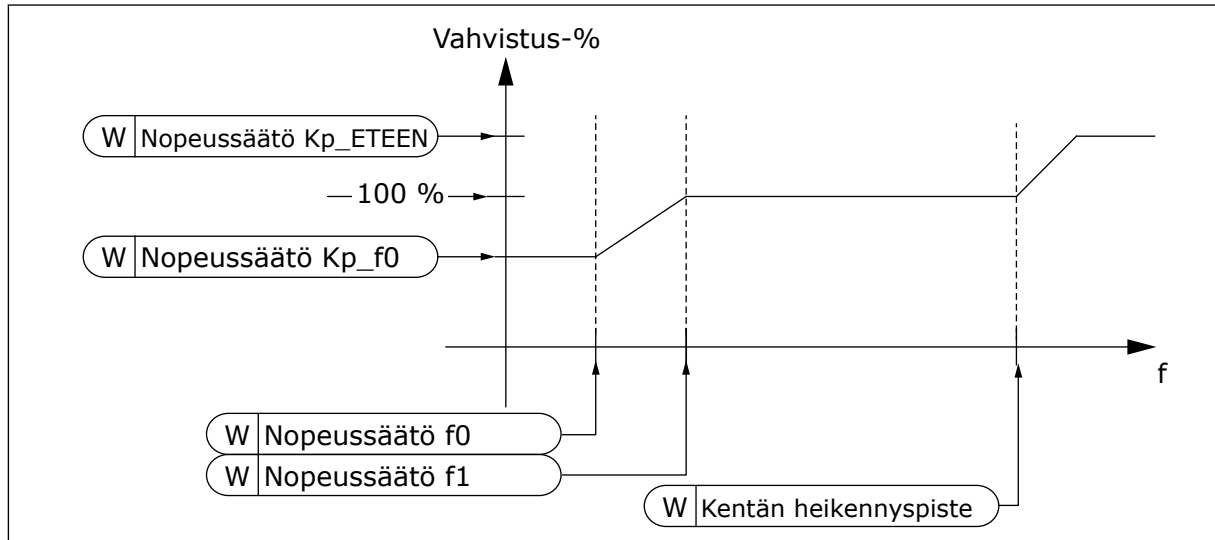 Vahvistus-%
W Nopeussäätö Kp_ETEEN
100 %
W Nopeussäätö Kp_f0
f
W Nopeussäätö f0
W Nopeussäätö f1
W Kentän heikennyspiste